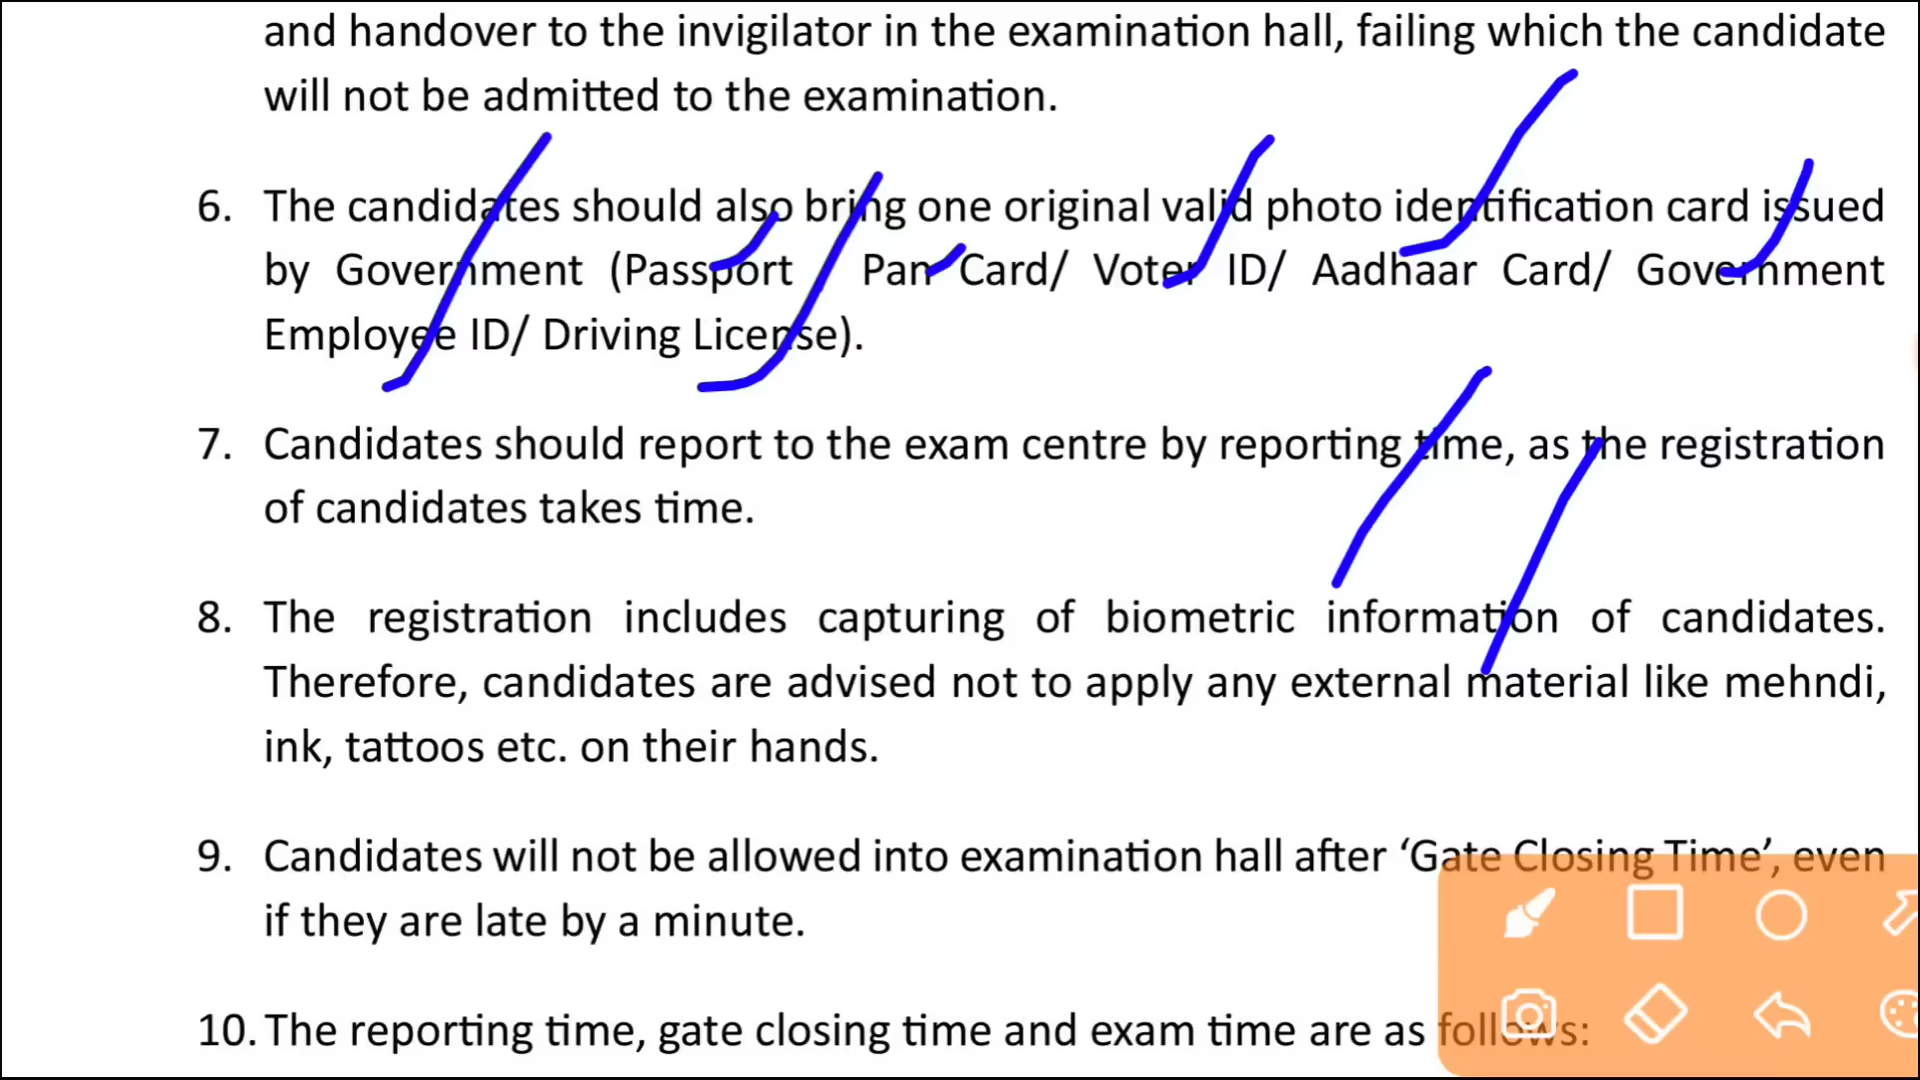 and handover to the invigilator in the examination hall, failing which the candidate
will not be admitted to the examination.
6. The candidates should also bring one original valid photo identification card issued
by Government (Passport Pan Card/ Voter ID/ Aadhaar Card/ Government
Employee ID/ Driving License).
7. Candidates should report to the exam centre by reporting time, as the registration
of candidates takes time.
8. The registration includes capturing of biometric information of candidates.
Therefore, candidates are advised not to apply any external material like mehndi,
ink, tattoos etc. on their hands.
9. Candidates will not be allowed into examination hall after ‘Gate Closing Time’, even
if they are late by a minute.
10. The reporting time, gate closing time and exam time are as follows: